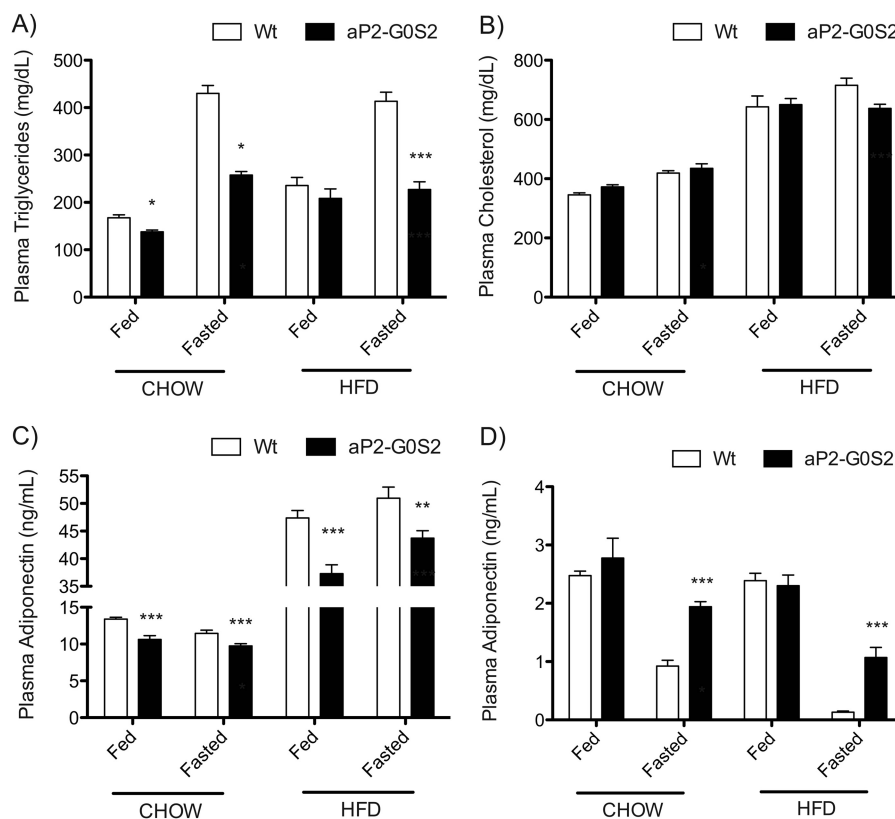 A)
Wt aP2-G0S2
Plasma Triglycerides (mg/dL)
500
400
300
200
100
0
*
*
***
*
***
Fed Fasted Fed Fasted
CHOW HFD
B)
Wt aP2-G0S2
Plasma Cholesterol (mg/dL)
800
600
400
200
0
***
*
Fed Fasted Fed Fasted
CHOW HFD
C)
Wt aP2-G0S2
Plasma Adiponectin (ng/mL)
55
50
45
40
35
15
10
5
0
***
***
***
**
*
***
Fed Fasted Fed Fasted
CHOW HFD
D)
Wt aP2-G0S2
Plasma Adiponectin (ng/mL)
4
3
2
1
0
***
***
*
Fed Fasted Fed Fasted
CHOW HFD